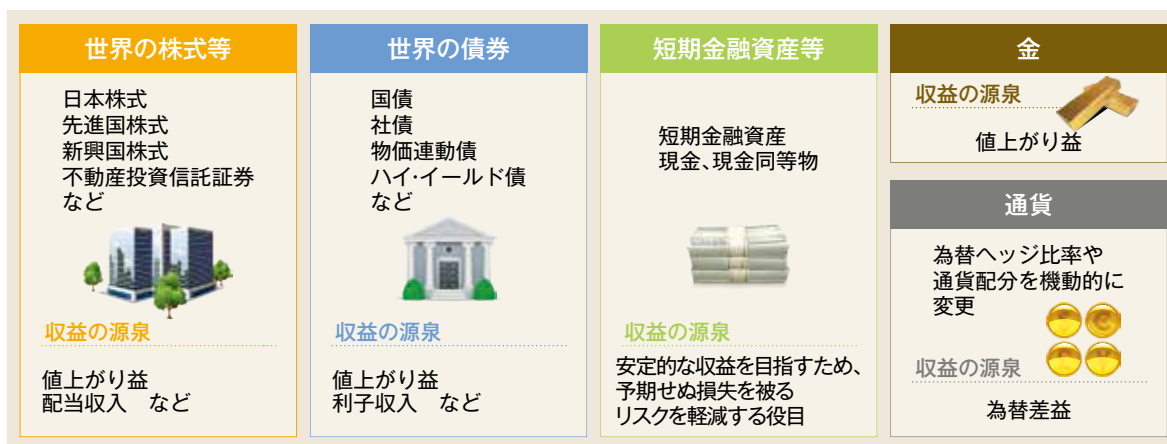 世界の株式等
日本株式
先進国株式
新興国株式
不動産投資信託証券
など
収益の源泉
値上がり益
配当収入　など
世界の債券
国債
社債
物価連動債
ハイ・イールド債
など
収益の源泉
値上がり益
利子収入　など
短期金融資産等
短期金融資産
現金、現金同等物
収益の源泉
安定的な収益を目指すため、
予期せぬ損失を被る
リスクを軽減する役目
金
収益の源泉
値上がり益
通貨
為替ヘッジ比率や
通貨配分を機動的に
変更
収益の源泉
為替差益